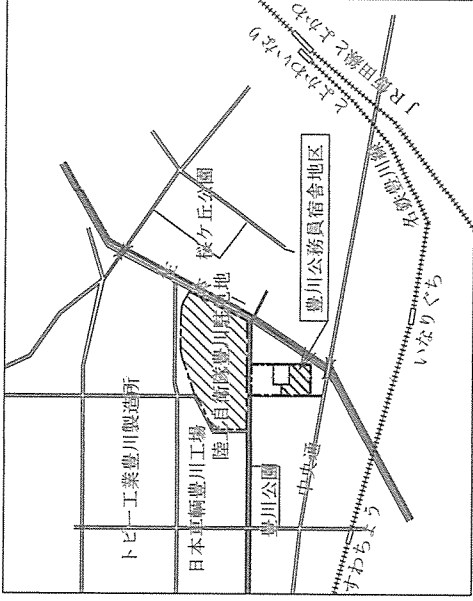 トピー工業豊川製造所
日本車輌豊川工場
陸上自衛隊豊川駐屯地
豊川公園
中央通
すわちょう
いなりぐち
豊川公務員宿舎地区
桜ケ丘公園
名鉄豊川線
とよかわいなり
JR飯田線とよかわ